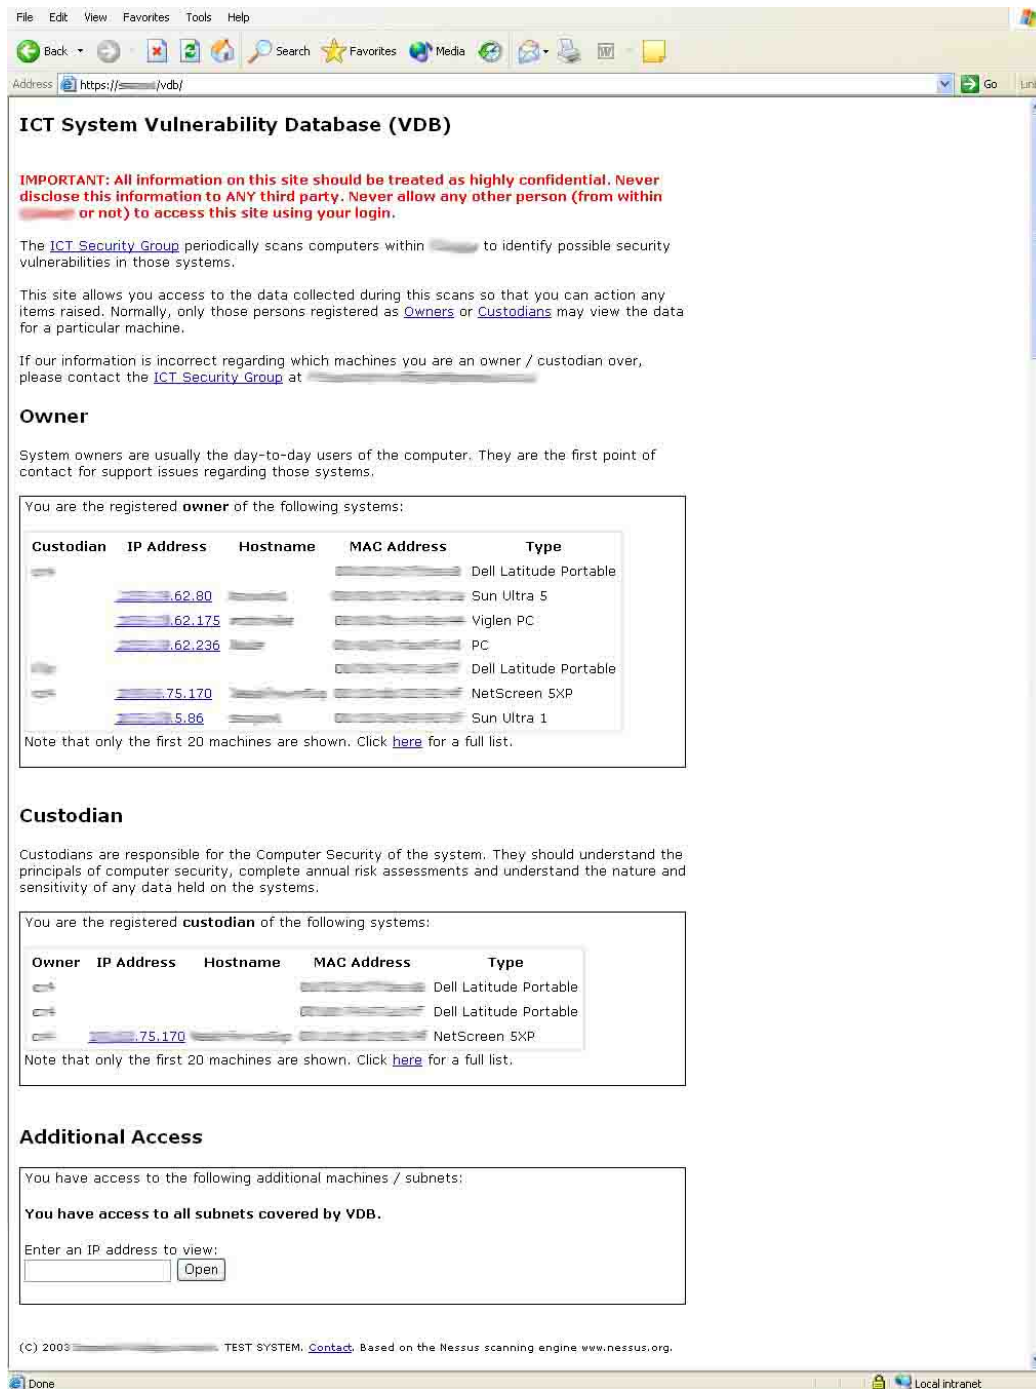 File Edit View Favorites Tools Help
Back Search Favorites Media
Address https:// /vdb/ Go
ICT System Vulnerability Database (VDB)
IMPORTANT: All information on this site should be treated as highly confidential. Never
disclose this information to ANY third party. Never allow any other person (from within
or not) to access this site using your login.
The ICT Security Group periodically scans computers within to identify possible security
vulnerabilities in those systems.
This site allows you access to the data collected during this scans so that you can action any
items raised. Normally, only those persons registered as Owners or Custodians may view the data
for a particular machine.
If our information is incorrect regarding which machines you are an owner / custodian over,
please contact the ICT Security Group at
Owner
System owners are usually the day-to-day users of the computer. They are the first point of
contact for support issues regarding those systems.
You are the registered owner of the following systems:
Custodian IP Address Hostname MAC Address Type
Dell Latitude Portable
.62.80 Sun Ultra 5
.62.175 Viglen PC
.62.236 PC
Dell Latitude Portable
.75.170 NetScreen 5XP
.5.86 Sun Ultra 1
Note that only the first 20 machines are shown. Click here for a full list.
Custodian
Custodians are responsible for the Computer Security of the system. They should understand the
principals of computer security, complete annual risk assessments and understand the nature and
sensitivity of any data held on the systems.
You are the registered custodian of the following systems:
Owner IP Address Hostname MAC Address Type
Dell Latitude Portable
Dell Latitude Portable
.75.170 NetScreen 5XP
Note that only the first 20 machines are shown. Click here for a full list.
Additional Access
You have access to the following additional machines / subnets:
You have access to all subnets covered by VDB.
Enter an IP address to view:
Open
(C) 2003 TEST SYSTEM. Contact. Based on the Nessus scanning engine www.nessus.org.
Done Local intranet